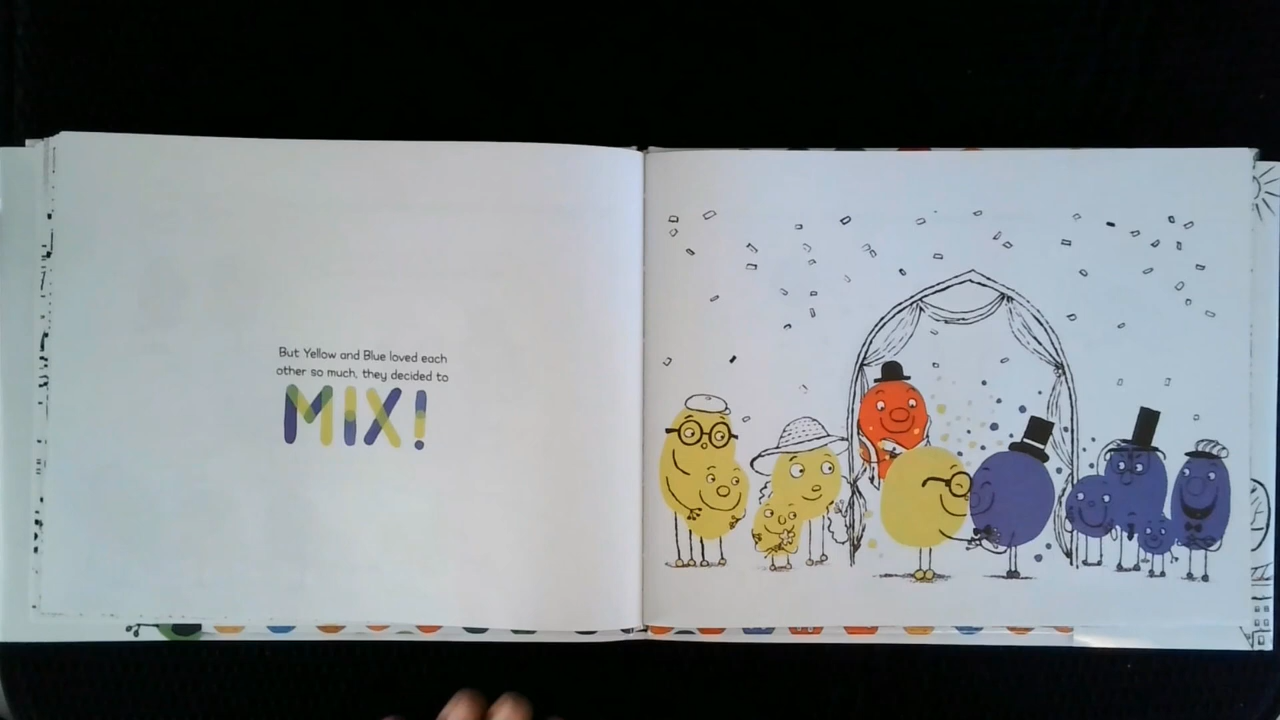 But Yellow and Blue loved each
other so much, they decided to
MIX!